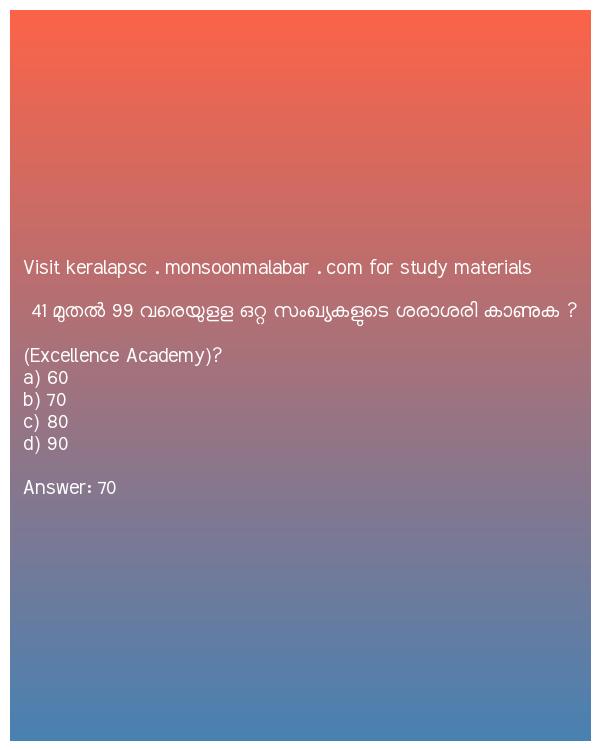 Visit keralapsc . monsoonmalabar . com for study materials
41 മുതൽ 99 വരെയുളള ഒറ്റ സംഖ്യകളുടെ ശരാശരി കാണുക ?
(Excellence Academy)?
a) 60
b) 70
c) 80
d) 90
Answer: 70